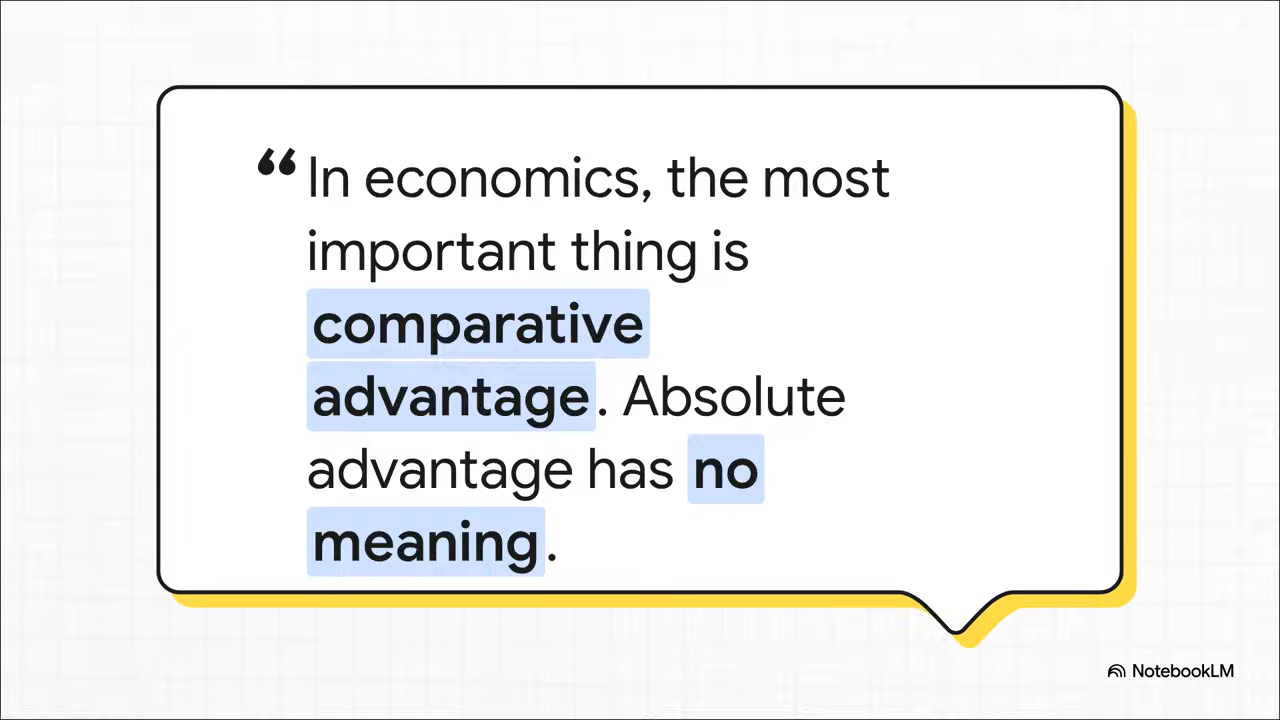 “In economics, the most
important thing is
comparative
advantage. Absolute
advantage has no
meaning.
NotebookLM